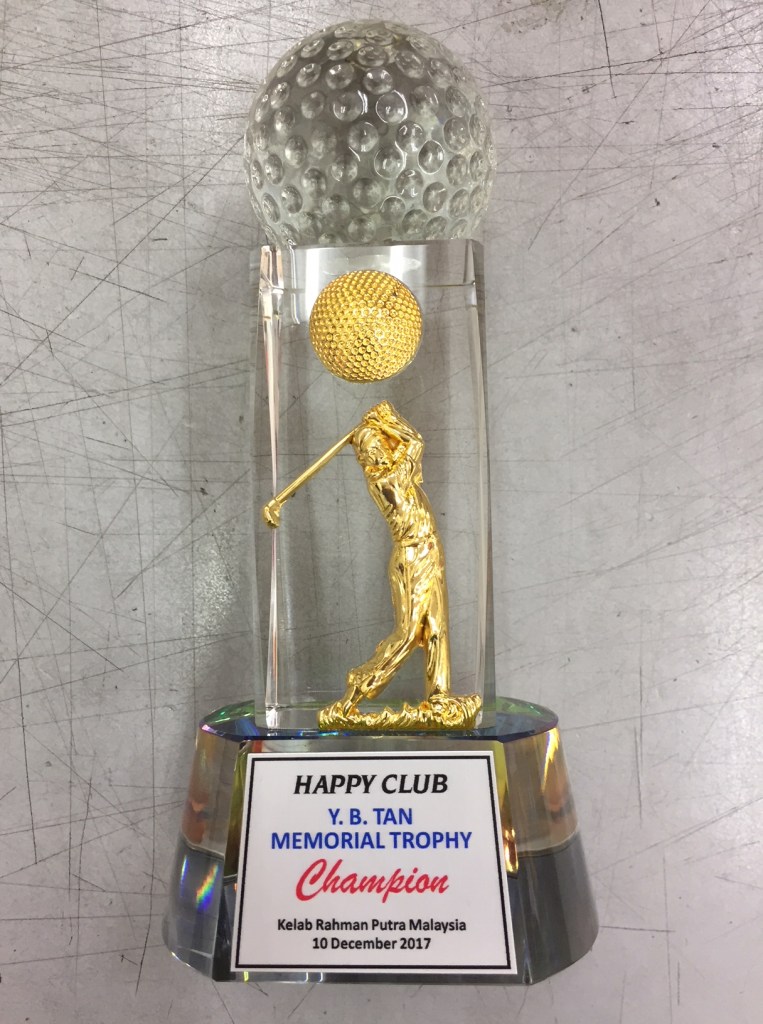 HAPPY CLUB
Y. B. TAN
MEMORIAL TROPHY
Champion
Kelab Rahman Putra Malaysia
10 December 2017